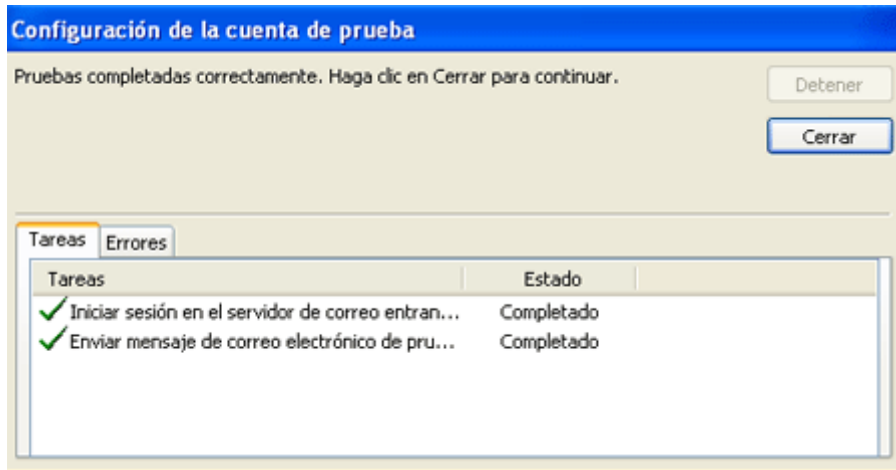 Configuración de la cuenta de prueba
Pruebas completadas correctamente. Haga clic en Cerrar para continuar.
Detener
Cerrar
Tareas Errores
Tareas Estado
Iniciar sesión en el servidor de correo entran... Completado
Enviar mensaje de correo electrónico de pru... Completado